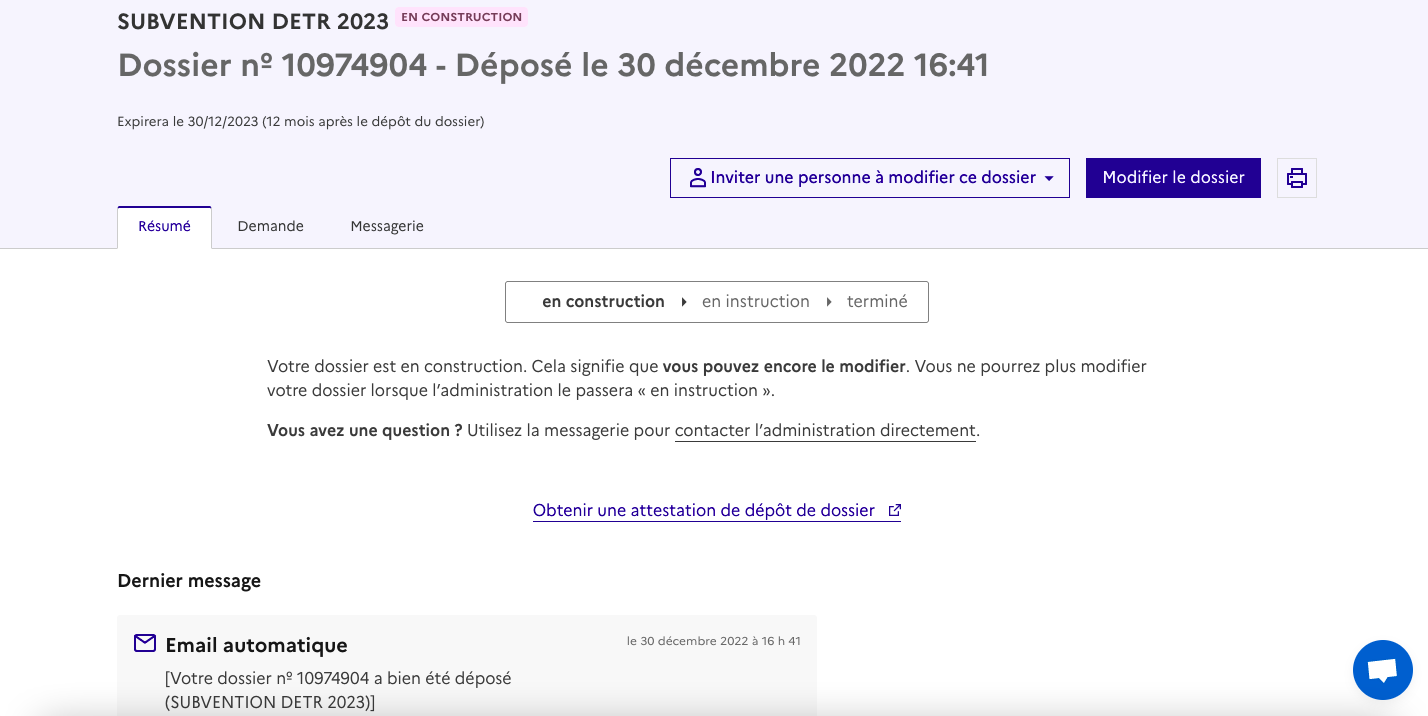 SUBVENTION DETR 2023 EN CONSTRUCTION
Dossier nº 10974904 - Déposé le 30 décembre 2022 16:41
Expirera le 30/12/2023 (12 mois après le dépôt du dossier)
Inviter une personne à modifier ce dossier Modifier le dossier
Résumé Demande Messagerie
en construction en instruction terminé
Votre dossier est en construction. Cela signifie que vous pouvez encore le modifier. Vous ne pourrez plus modifier
votre dossier lorsque l’administration le passera « en instruction ».
Vous avez une question ? Utilisez la messagerie pour contacter l’administration directement.
Obtenir une attestation de dépôt de dossier
Dernier message
Email automatique le 30 décembre 2022 à 16 h 41
[Votre dossier nº 10974904 a bien été déposé
(SUBVENTION DETR 2023)]